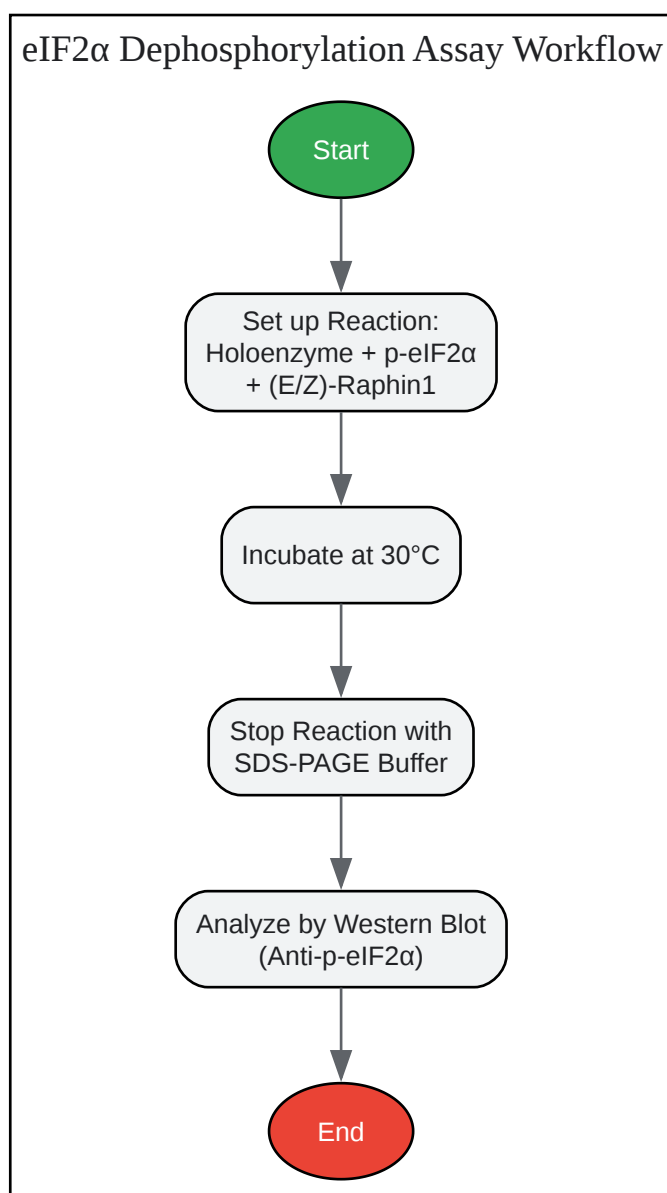 eIF2α Dephosphorylation Assay Workflow
Start
Set up Reaction:
Holoenzyme + p-eIF2α
+ (E/Z)-Raphin1
Incubate at 30°C
Stop Reaction with
SDS-PAGE Buffer
Analyze by Western Blot
(Anti-p-eIF2α)
End